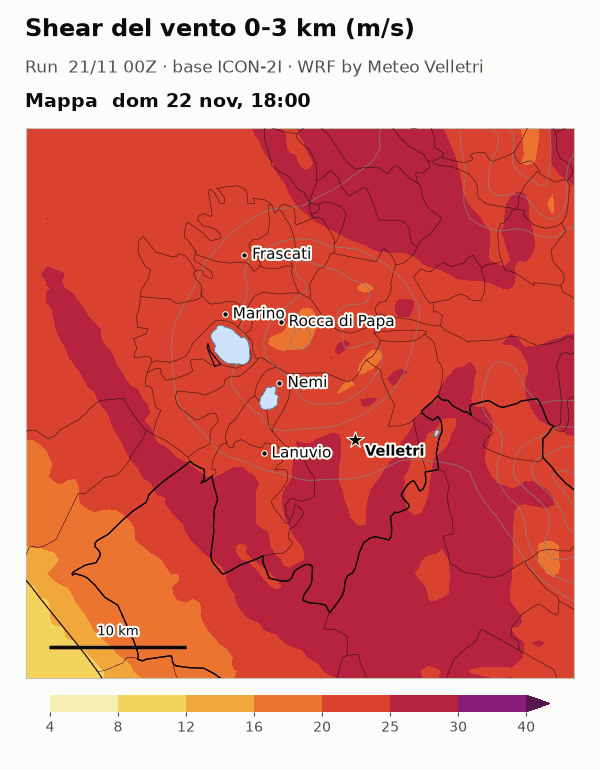 Shear del vento 0-3 km (m/s)
Run  21/11 00Z · base ICON-2I · WRF by Meteo Velletri
Mappa  dom 22 nov, 18:00
Frascati
Marino
Rocca di Papa
Nemi
Velletri
Lanuvio
10 km
4 8 12 16 20 25 30 40